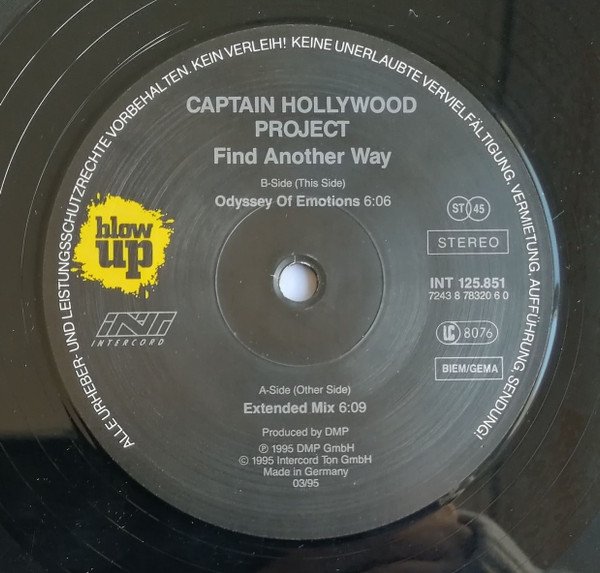 ALLE URHEBER- UND LEISTUNGSSCHUTZRECHTE VORBEHALTEN. KEIN VERLEIH! KEINE UNERLAUBTE VERVIELFÄLTIGUNG, VERMIETUNG, AUFFÜHRUNG, SENDUNG!
CAPTAIN HOLLYWOOD
PROJECT
Find Another Way
B-Side (This Side)
Odyssey Of Emotions 6:06
blow
up
ST 45
STEREO
INT 125.851
7243 8 78320 6 0
INT
INTERCORD
LC 8076
BIEM/GEMA
A-Side (Other Side)
Extended Mix 6:09
Produced by DMP
℗ 1995 DMP GmbH
© 1995 Intercord Ton GmbH
Made in Germany
03/95